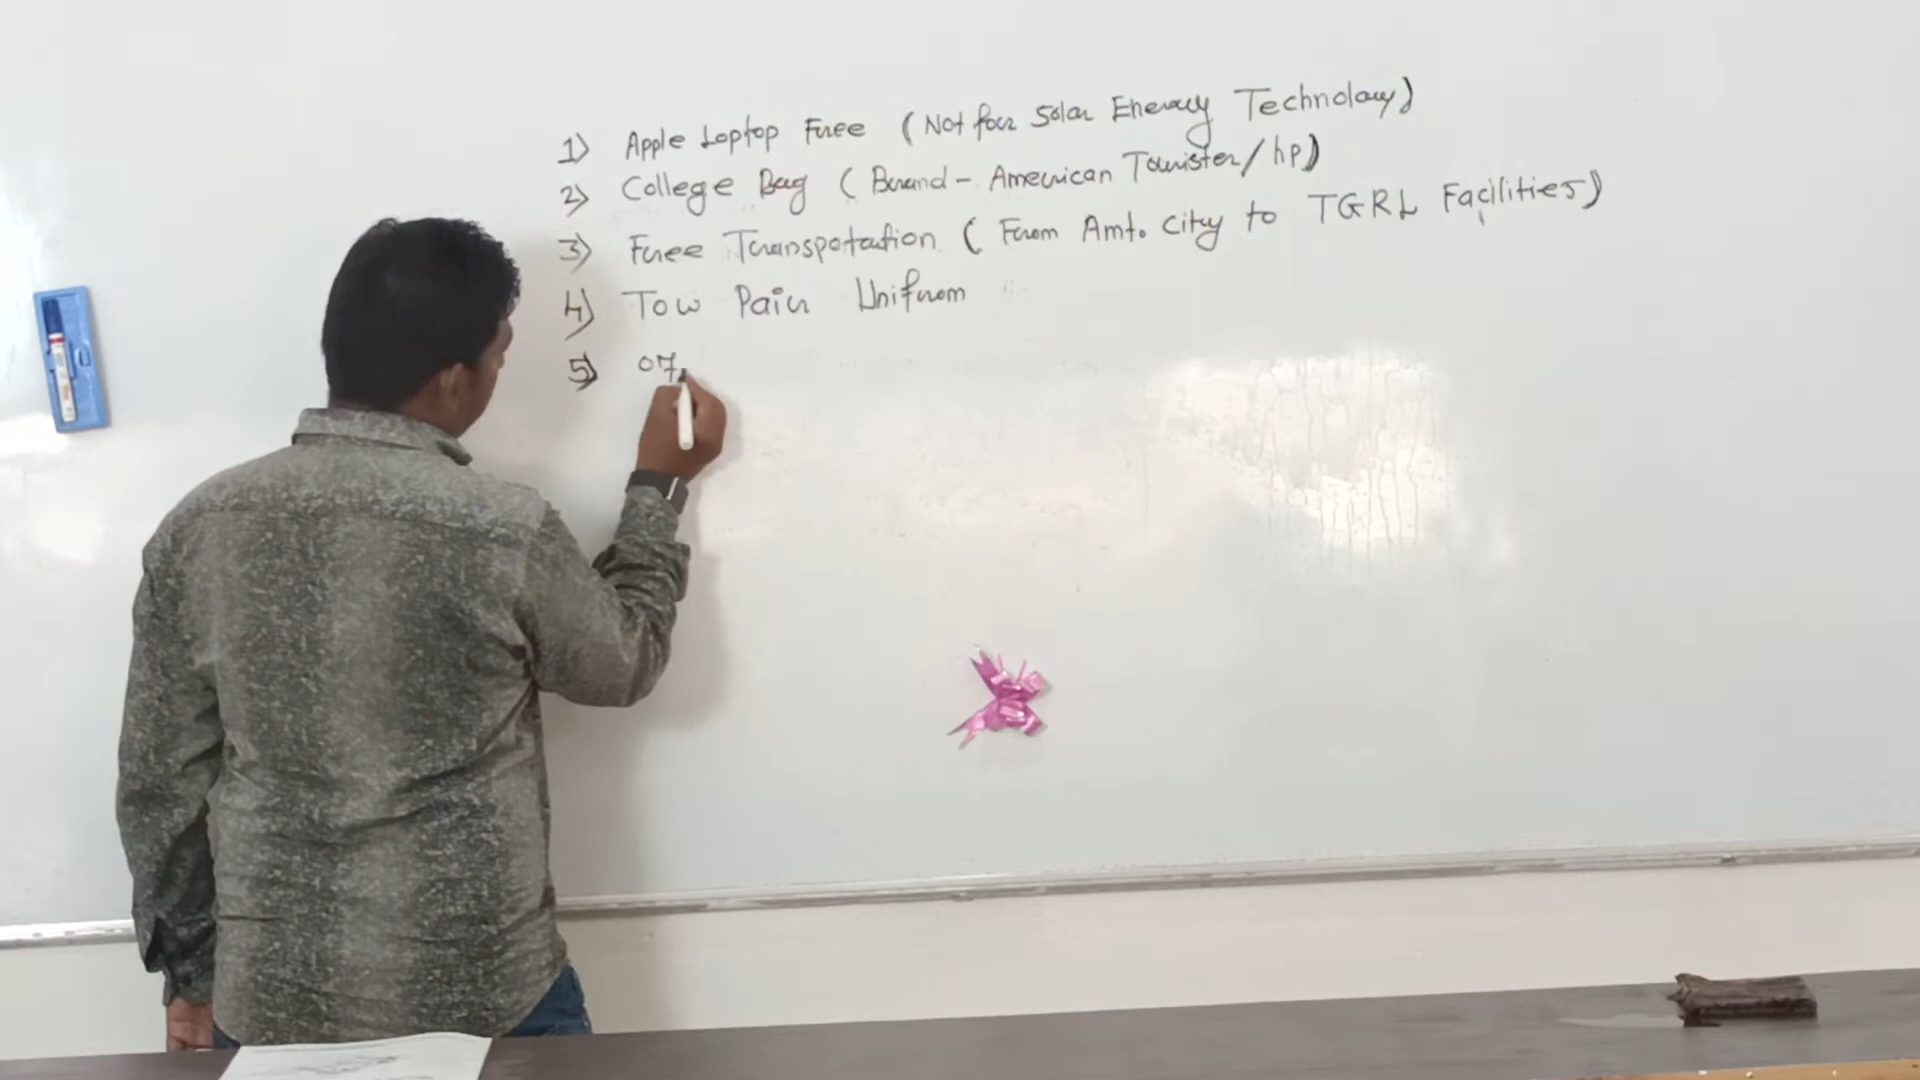 1) Apple Loptop Free (Not for Solar Energy Technology)
2) College Bag (Brand - American Tourister/hp)
3) Free Transpotation (From Amt. City to TGRL Facilities)
4) Tow Pair Unifrom
5) 07